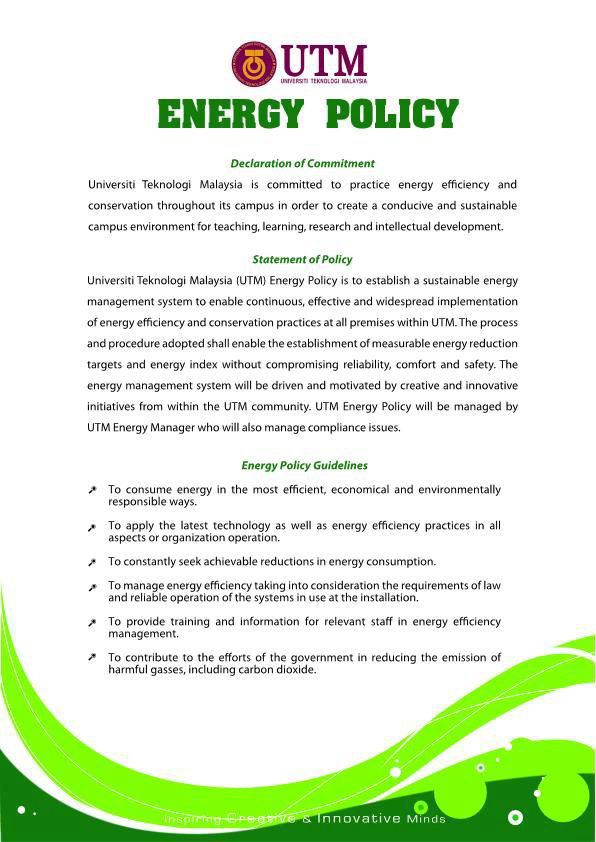 UTM
UNIVERSITI TEKNOLOGI MALAYSIA
ENERGY POLICY
Declaration of Commitment
Universiti Teknologi Malaysia is committed to practice energy efficiency and
conservation throughout its campus in order to create a conducive and sustainable
campus environment for teaching, learning, research and intellectual development.
Statement of Policy
Universiti Teknologi Malaysia (UTM) Energy Policy is to establish a sustainable energy
management system to enable continuous, effective and widespread implementation
of energy efficiency and conservation practices at all premises within UTM. The process
and procedure adopted shall enable the establishment of measurable energy reduction
targets and energy index without compromising reliability, comfort and safety. The
energy management system will be driven and motivated by creative and innovative
initiatives from within the UTM community. UTM Energy Policy will be managed by
UTM Energy Manager who will also manage compliance issues.
Energy Policy Guidelines
To consume energy in the most efficient, economical and environmentally
responsible ways.
To apply the latest technology as well as energy efficiency practices in all
aspects or organization operation.
To constantly seek achievable reductions in energy consumption.
To manage energy efficiency taking into consideration the requirements of law
and reliable operation of the systems in use at the installation.
To provide training and information for relevant staff in energy efficiency
management.
To contribute to the efforts of the government in reducing the emission of
harmful gasses, including carbon dioxide.
Inspiring Creative & Innovative Minds